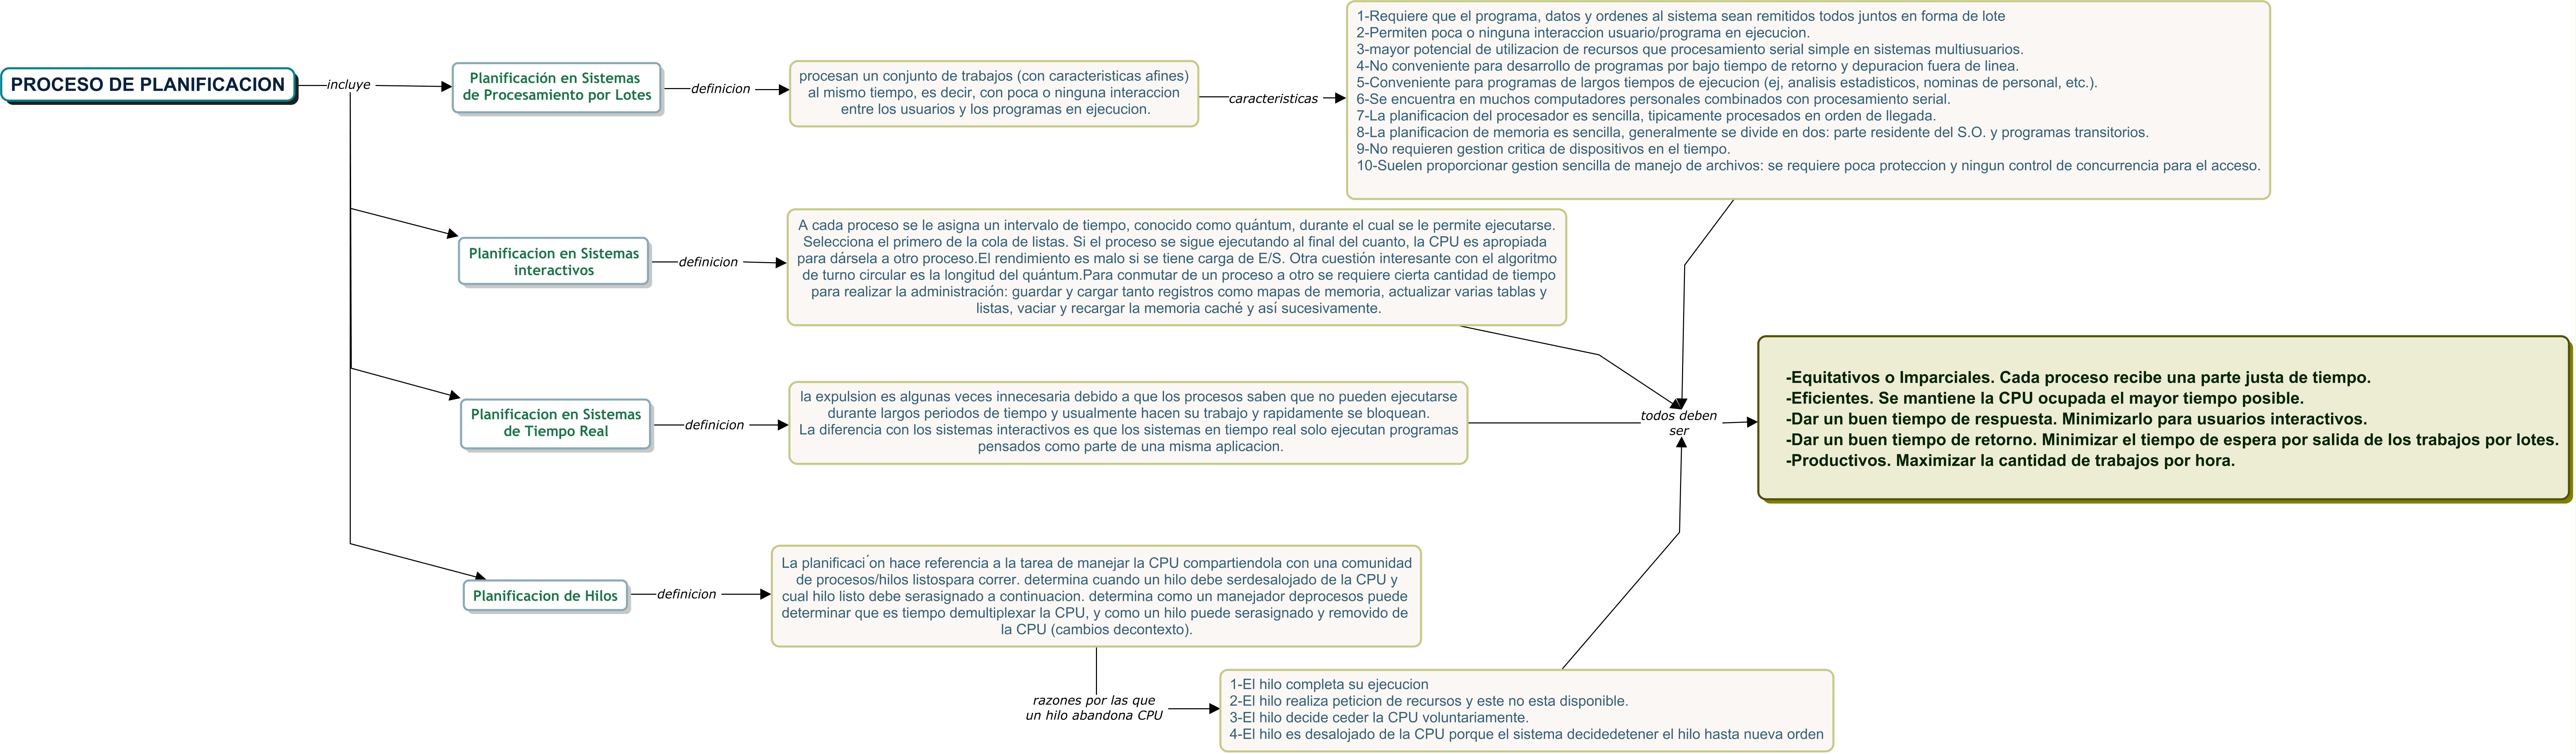 PROCESO DE PLANIFICACION
incluye
Planificación en Sistemas
de Procesamiento por Lotes
definicion
procesan un conjunto de trabajos (con caracteristicas afines)
al mismo tiempo, es decir, con poca o ninguna interaccion
entre los usuarios y los programas en ejecucion.
caracteristicas
1-Requiere que el programa, datos y ordenes al sistema sean remitidos todos juntos en forma de lote
2-Permiten poca o ninguna interaccion usuario/programa en ejecucion.
3-mayor potencial de utilizacion de recursos que procesamiento serial simple en sistemas multiusuarios.
4-No conveniente para desarrollo de programas por bajo tiempo de retorno y depuracion fuera de linea.
5-Conveniente para programas de largos tiempos de ejecucion (ej, analisis estadisticos, nominas de personal, etc.).
6-Se encuentra en muchos computadores personales combinados con procesamiento serial.
7-La planificacion del procesador es sencilla, tipicamente procesados en orden de llegada.
8-La planificacion de memoria es sencilla, generalmente se divide en dos: parte residente del S.O. y programas transitorios.
9-No requieren gestion critica de dispositivos en el tiempo.
10-Suelen proporcionar gestion sencilla de manejo de archivos: se requiere poca proteccion y ningun control de concurrencia para el acceso.
Planificacion en Sistemas
interactivos
definicion
A cada proceso se le asigna un intervalo de tiempo, conocido como quántum, durante el cual se le permite ejecutarse.
Selecciona el primero de la cola de listas. Si el proceso se sigue ejecutando al final del cuanto, la CPU es apropiada
para dársela a otro proceso.El rendimiento es malo si se tiene carga de E/S. Otra cuestión interesante con el algoritmo
de turno circular es la longitud del quántum.Para conmutar de un proceso a otro se requiere cierta cantidad de tiempo
para realizar la administración: guardar y cargar tanto registros como mapas de memoria, actualizar varias tablas y
listas, vaciar y recargar la memoria caché y así sucesivamente.
Planificacion en Sistemas
de Tiempo Real
definicion
la expulsion es algunas veces innecesaria debido a que los procesos saben que no pueden ejecutarse
durante largos periodos de tiempo y usualmente hacen su trabajo y rapidamente se bloquean.
La diferencia con los sistemas interactivos es que los sistemas en tiempo real solo ejecutan programas
pensados como parte de una misma aplicacion.
todos deben
ser
-Equitativos o Imparciales. Cada proceso recibe una parte justa de tiempo.
-Eficientes. Se mantiene la CPU ocupada el mayor tiempo posible.
-Dar un buen tiempo de respuesta. Minimizarlo para usuarios interactivos.
-Dar un buen tiempo de retorno. Minimizar el tiempo de espera por salida de los trabajos por lotes.
-Productivos. Maximizar la cantidad de trabajos por hora.
Planificacion de Hilos
definicion
La planificaci´on hace referencia a la tarea de manejar la CPU compartiendola con una comunidad
de procesos/hilos listospara correr. determina cuando un hilo debe serdesalojado de la CPU y
cual hilo listo debe serasignado a continuacion. determina como un manejador deprocesos puede
determinar que es tiempo demultiplexar la CPU, y como un hilo puede serasignado y removido de
la CPU (cambios decontexto).
razones por las que
un hilo abandona CPU
1-El hilo completa su ejecucion
2-El hilo realiza peticion de recursos y este no esta disponible.
3-El hilo decide ceder la CPU voluntariamente.
4-El hilo es desalojado de la CPU porque el sistema decidedetener el hilo hasta nueva orden